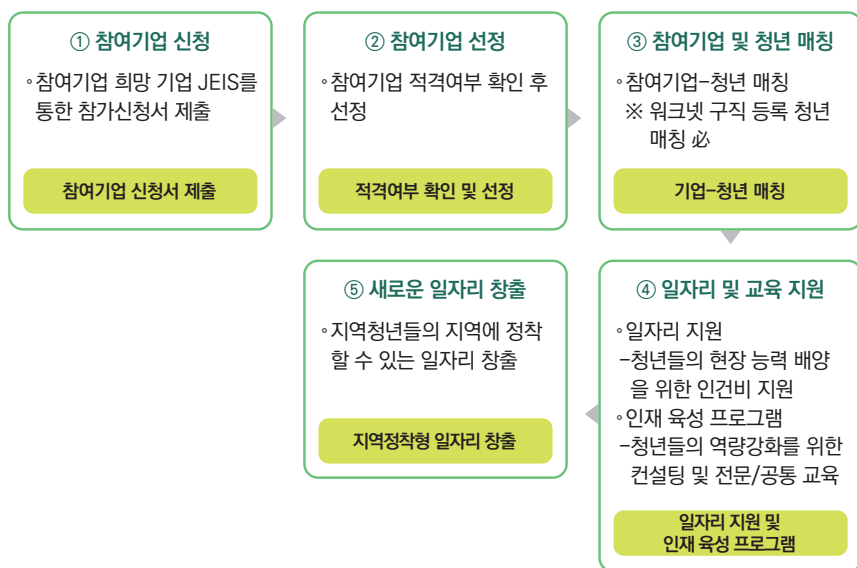 ① 참여기업 신청
◦참여기업 희망 기업 JEIS를
통한 참가신청서 제출
참여기업 신청서 제출
② 참여기업 선정
◦참여기업 적격여부 확인 후
선정
적격여부 확인 및 선정
③ 참여기업 및 청년 매칭
◦참여기업-청년 매칭
※ 워크넷 구직 등록 청년
매칭 必
기업-청년 매칭
④ 일자리 및 교육 지원
◦일자리 지원
-청년들의 현장 능력 배양
을 위한 인건비 지원
◦인재 육성 프로그램
-청년들의 역량강화를 위한
컨설팅 및 전문/공통 교육
일자리 지원 및
인재 육성 프로그램
⑤ 새로운 일자리 창출
◦지역청년들의 지역에 정착
할 수 있는 일자리 창출
지역정착형 일자리 창출